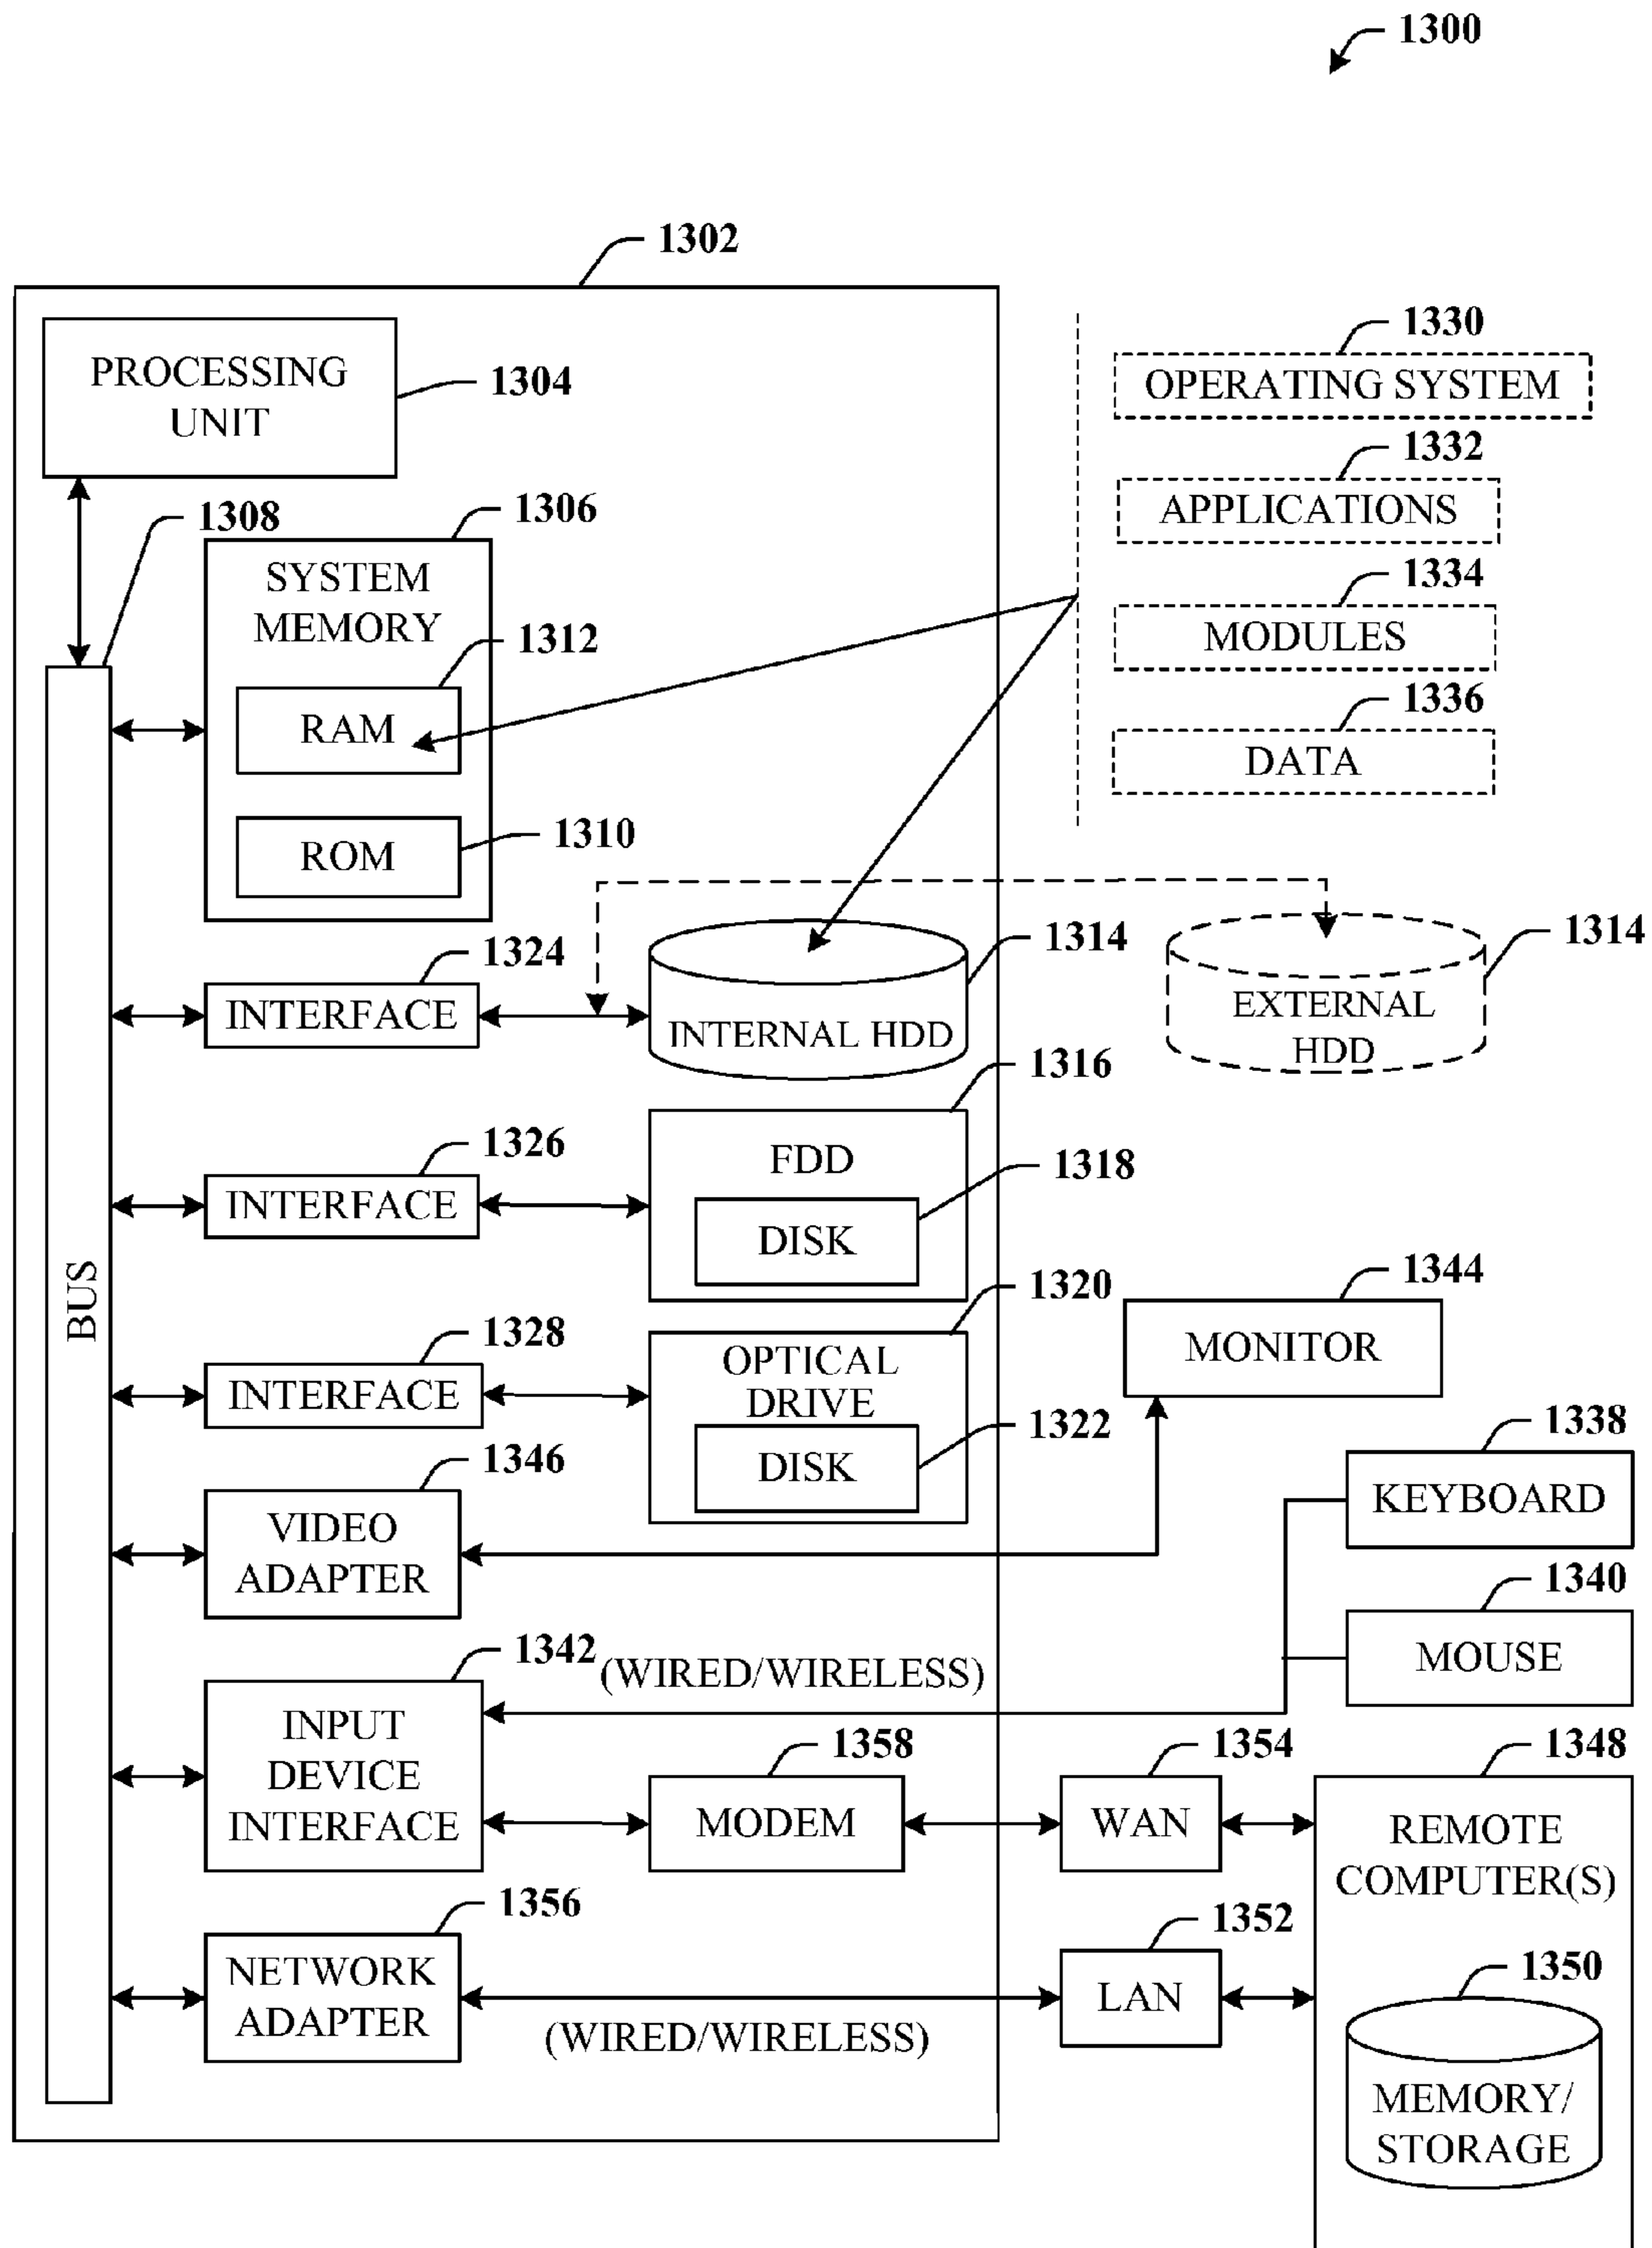 1300
1302
PROCESSING
UNIT
1304
1330
OPERATING SYSTEM
1332
APPLICATIONS
1334
MODULES
1336
DATA
1308
1306
SYSTEM
MEMORY
1312
RAM
1310
ROM
1324
INTERFACE
1314
INTERNAL HDD
1314
EXTERNAL
HDD
1316
FDD
1326
INTERFACE
1318
DISK
BUS
1320
OPTICAL
DRIVE
1328
INTERFACE
1322
DISK
1344
MONITOR
1338
KEYBOARD
1346
VIDEO
ADAPTER
1340
MOUSE
1342
(WIRED/WIRELESS)
INPUT
DEVICE
INTERFACE
1358
MODEM
1354
WAN
1348
REMOTE
COMPUTER(S)
1356
NETWORK
ADAPTER
(WIRED/WIRELESS)
1352
LAN
1350
MEMORY/
STORAGE